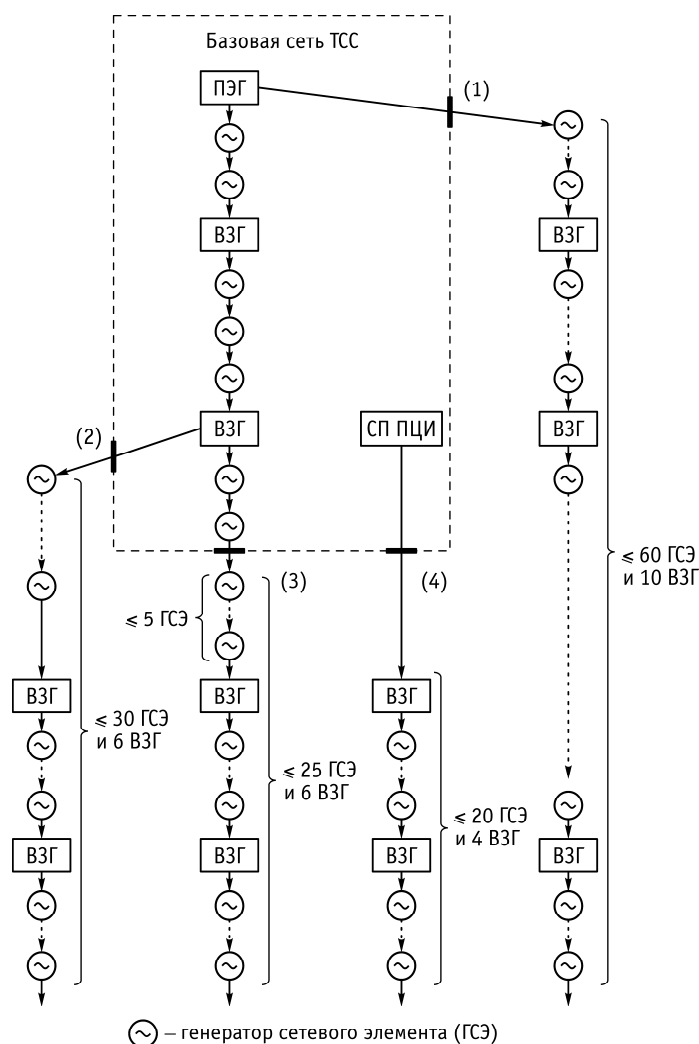 Базовая сеть ТСС
ПЭГ
(1)
ВЗГ
ВЗГ
ВЗГ
ВЗГ
СП ПЦИ
(2)
(3)
(4)
≤ 60 ГСЭ
и 10 ВЗГ
≤ 5 ГСЭ
ВЗГ
ВЗГ
ВЗГ
≤ 30 ГСЭ
и 6 ВЗГ
≤ 25 ГСЭ
и 6 ВЗГ
≤ 20 ГСЭ
и 4 ВЗГ
ВЗГ
ВЗГ
ВЗГ
ВЗГ
– генератор сетевого элемента (ГСЭ)